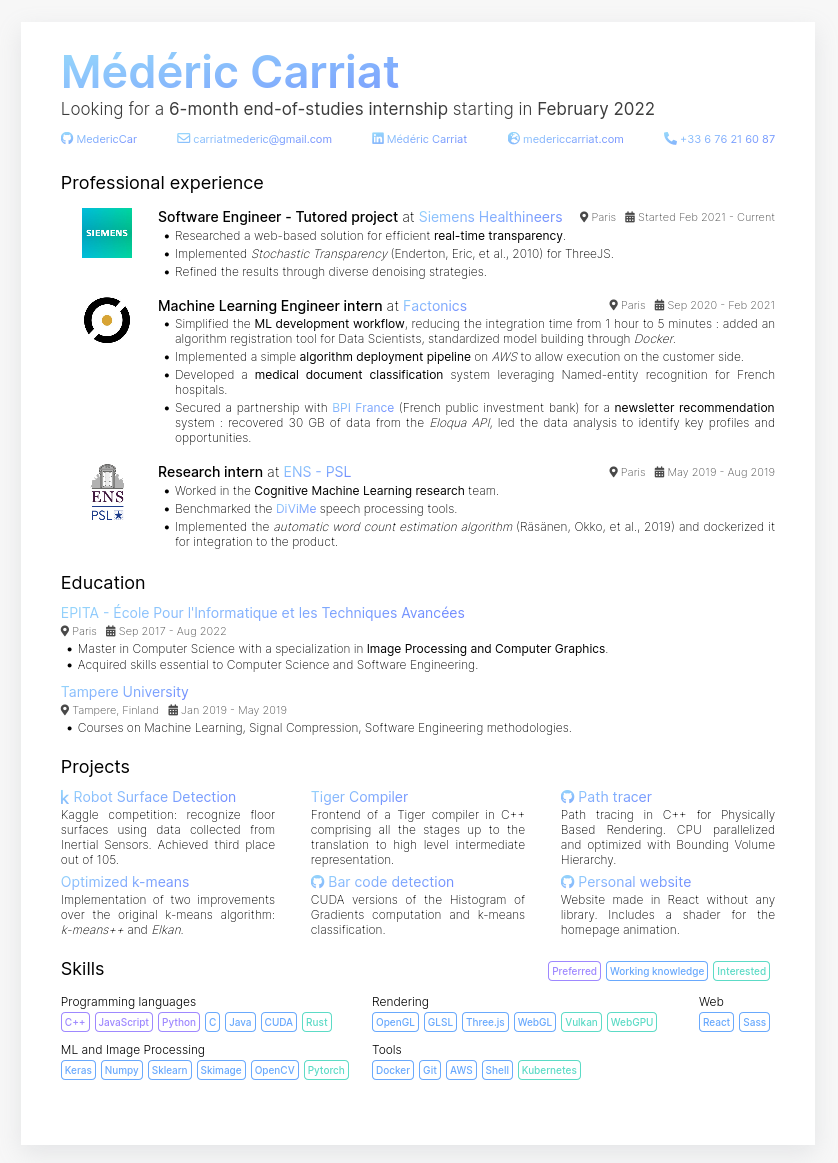 Médéric Carriat
Looking for a 6-month end-of-studies internship starting in February 2022
MedericCar carriatmederic@gmail.com Médéric Carriat medericcarriat.com +33 6 76 21 60 87
Professional experience
SIEMENS
Software Engineer - Tutored project at Siemens Healthineers Paris Started Feb 2021 - Current
• Researched a web-based solution for efficient real-time transparency.
• Implemented Stochastic Transparency (Enderton, Eric, et al., 2010) for ThreeJS.
• Refined the results through diverse denoising strategies.
Machine Learning Engineer intern at Factonics Paris Sep 2020 - Feb 2021
• Simplified the ML development workflow, reducing the integration time from 1 hour to 5 minutes : added an
algorithm registration tool for Data Scientists, standardized model building through Docker.
• Implemented a simple algorithm deployment pipeline on AWS to allow execution on the customer side.
• Developed a medical document classification system leveraging Named-entity recognition for French
hospitals.
• Secured a partnership with BPI France (French public investment bank) for a newsletter recommendation
system : recovered 30 GB of data from the Eloqua API, led the data analysis to identify key profiles and
opportunities.
ENS
PSL
Research intern at ENS - PSL Paris May 2019 - Aug 2019
• Worked in the Cognitive Machine Learning research team.
• Benchmarked the DiViMe speech processing tools.
• Implemented the automatic word count estimation algorithm (Räsänen, Okko, et al., 2019) and dockerized it
for integration to the product.
Education
EPITA - École Pour l'Informatique et les Techniques Avancées
Paris Sep 2017 - Aug 2022
• Master in Computer Science with a specialization in Image Processing and Computer Graphics.
• Acquired skills essential to Computer Science and Software Engineering.
Tampere University
Tampere, Finland Jan 2019 - May 2019
• Courses on Machine Learning, Signal Compression, Software Engineering methodologies.
Projects
k Robot Surface Detection
Kaggle competition: recognize floor
surfaces using data collected from
Inertial Sensors. Achieved third place
out of 105.
Tiger Compiler
Frontend of a Tiger compiler in C++
comprising all the stages up to the
translation to high level intermediate
representation.
Path tracer
Path tracing in C++ for Physically
Based Rendering. CPU parallelized
and optimized with Bounding Volume
Hierarchy.
Optimized k-means
Implementation of two improvements
over the original k-means algorithm:
k-means++ and Elkan.
Bar code detection
CUDA versions of the Histogram of
Gradients computation and k-means
classification.
Personal website
Website made in React without any
library. Includes a shader for the
homepage animation.
Skills
Preferred Working knowledge Interested
Programming languages
C++ JavaScript Python C Java CUDA Rust
Rendering
OpenGL GLSL Three.js WebGL Vulkan WebGPU
Web
React Sass
ML and Image Processing
Keras Numpy Sklearn Skimage OpenCV Pytorch
Tools
Docker Git AWS Shell Kubernetes